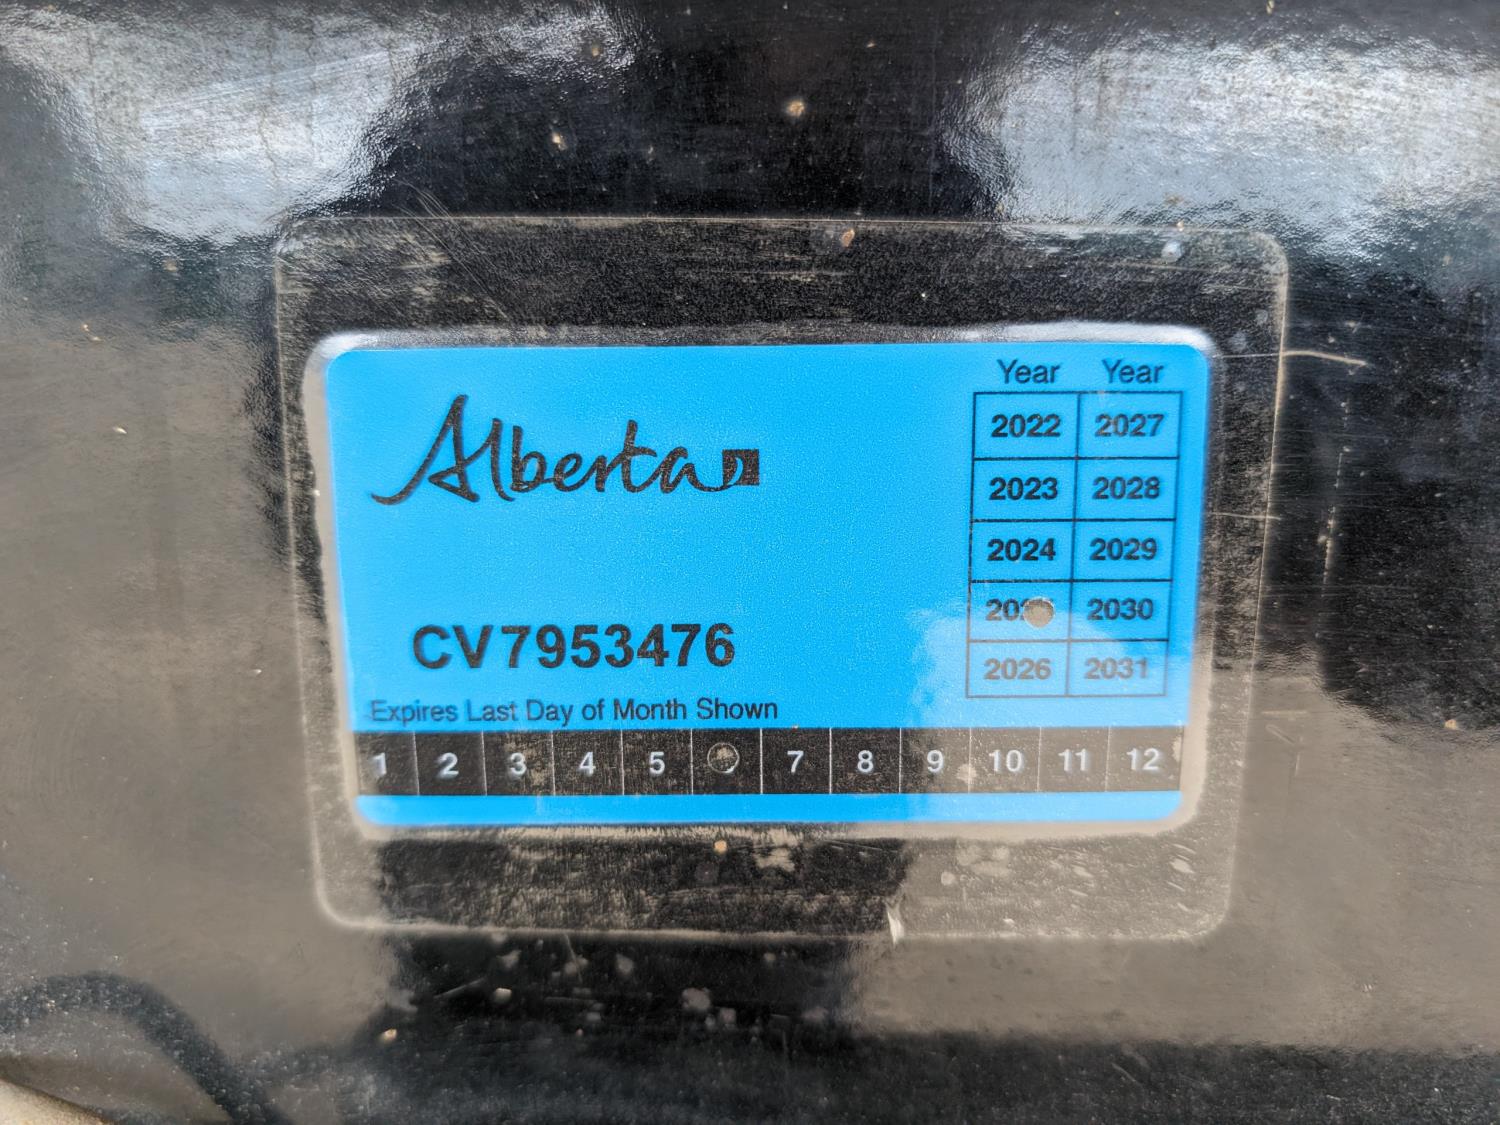 Alberta
Year Year
2022 2027
2023 2028
2024 2029
2030
2026 2031
CV7953476
Expires Last Day of Month Shown
1 2 3 4 5 7 8 9 10 11 12